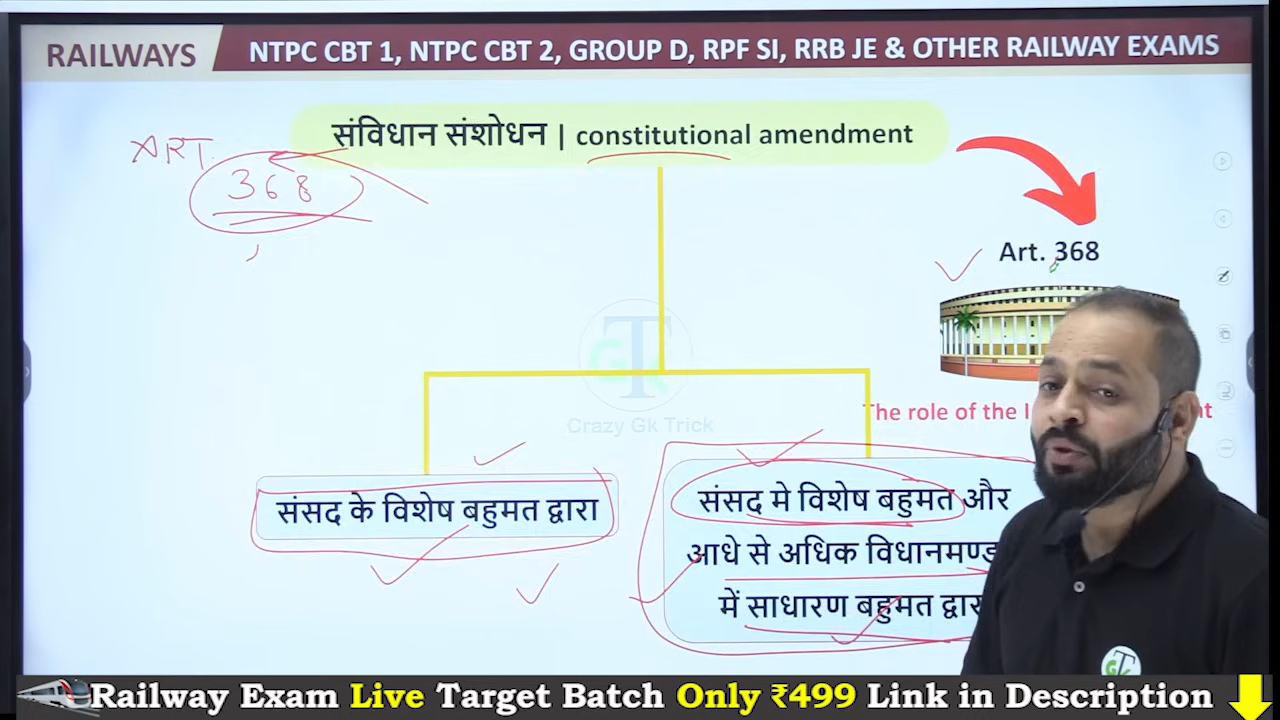 RAILWAYS
NTPC CBT 1, NTPC CBT 2, GROUP D, RPF SI, RRB JE & OTHER RAILWAY EXAMS
संविधान संशोधन | constitutional amendment
ART.
368
Art. 368
Crazy Gk Trick
The role of the
संसद के विशेष बहुमत द्वारा
संसद मे विशेष बहुमत और
आधे से अधिक
में साधारण बहुमत
GkT
Railway Exam Live Target Batch Only ₹499 Link in Description